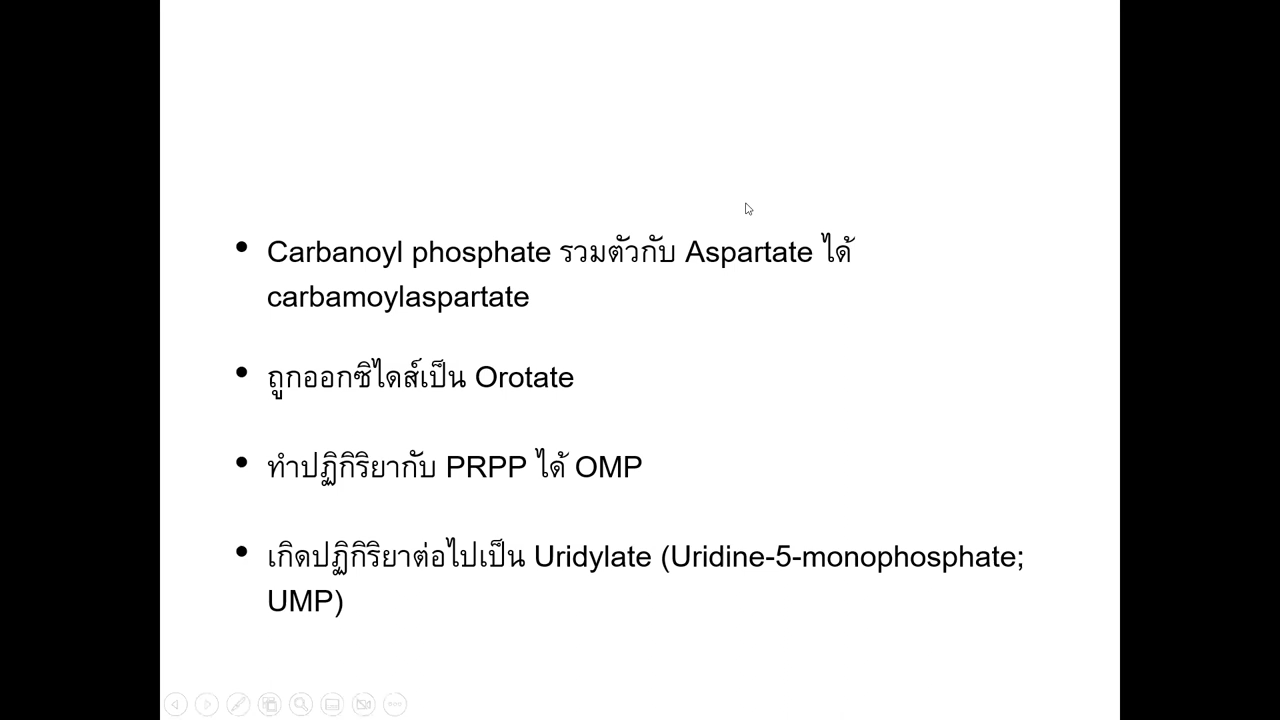 • Carbanoyl phosphate รวมตัวกับ Aspartate ได้
carbamoylaspartate
• ถูกออกซิไดส์เป็น Orotate
• ทำปฏิกิริยากับ PRPP ได้ OMP
• เกิดปฏิกิริยาต่อไปเป็น Uridylate (Uridine-5-monophosphate;
UMP)